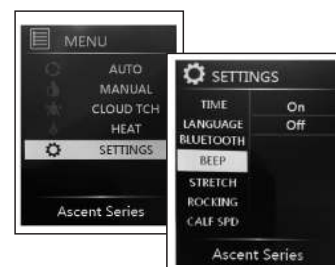 MENU
AUTO
MANUAL
CLOUD TCH
HEAT
SETTINGS
Ascent Series
SETTINGS
TIME On
LANGUAGE Off
BLUETOOTH
BEEP
STRETCH
ROCKING
CALF SPD
Ascent Series